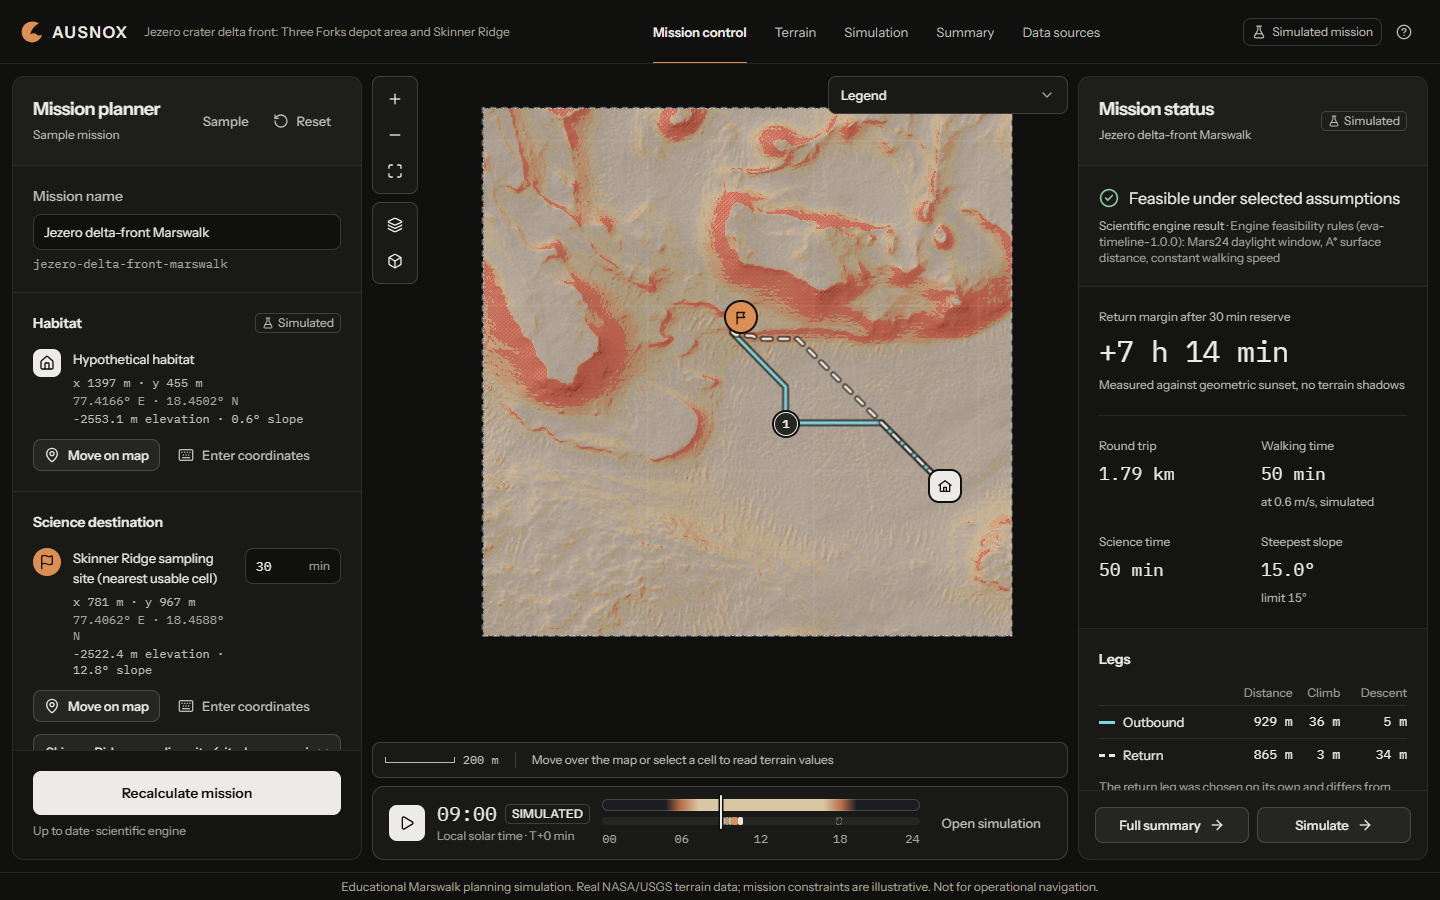 AUSNOX
Jezero crater delta front: Three Forks depot area and Skinner Ridge
Mission control
Terrain
Simulation
Summary
Data sources
Simulated mission
Mission planner
Sample mission
Sample
Reset
Mission name
Jezero delta-front Marswalk
jezero-delta-front-marswalk
Habitat
Simulated
Hypothetical habitat
x 1397 m · y 455 m
77.4166° E · 18.4502° N
-2553.1 m elevation · 0.6° slope
Move on map
Enter coordinates
Science destination
Skinner Ridge sampling
site (nearest usable cell)
30 min
x 781 m · y 967 m
77.4062° E · 18.4588°
N
-2522.4 m elevation ·
12.8° slope
Move on map
Enter coordinates
Recalculate mission
Up to date · scientific engine
Legend
1
200 m
Move over the map or select a cell to read terrain values
09:00 SIMULATED
Local solar time · T+0 min
00 06 12 18 24
Open simulation
Mission status
Jezero delta-front Marswalk
Simulated
Feasible under selected assumptions
Scientific engine result · Engine feasibility rules (eva-
timeline-1.0.0): Mars24 daylight window, A* surface
distance, constant walking speed
Return margin after 30 min reserve
+7 h 14 min
Measured against geometric sunset, no terrain shadows
Round trip
1.79 km
Walking time
50 min
at 0.6 m/s, simulated
Science time
50 min
Steepest slope
15.0°
limit 15°
Legs
Distance Climb Descent
Outbound 929 m 36 m 5 m
Return 865 m 3 m 34 m
The return leg was chosen on its own and differs from
Full summary
Simulate
Educational Marswalk planning simulation. Real NASA/USGS terrain data; mission constraints are illustrative. Not for operational navigation.